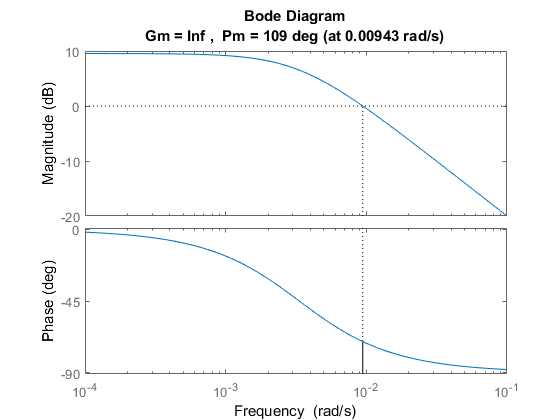 Bode Diagram
Gm = Inf , Pm = 109 deg (at 0.00943 rad/s)
Magnitude (dB)
10
0
-10
-20
Phase (deg)
0
-45
-90
10^-4
10^-3
10^-2
10^-1
Frequency (rad/s)